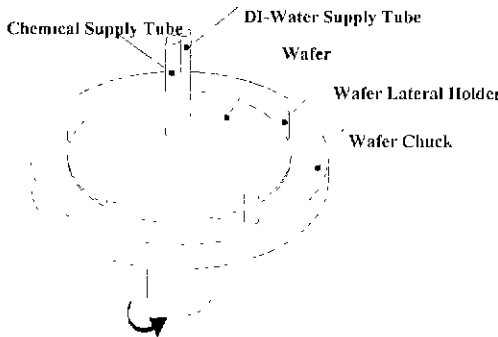 DI-Water Supply Tube
Chemical Supply Tube
Wafer
Wafer Lateral Holder
Wafer Chuck